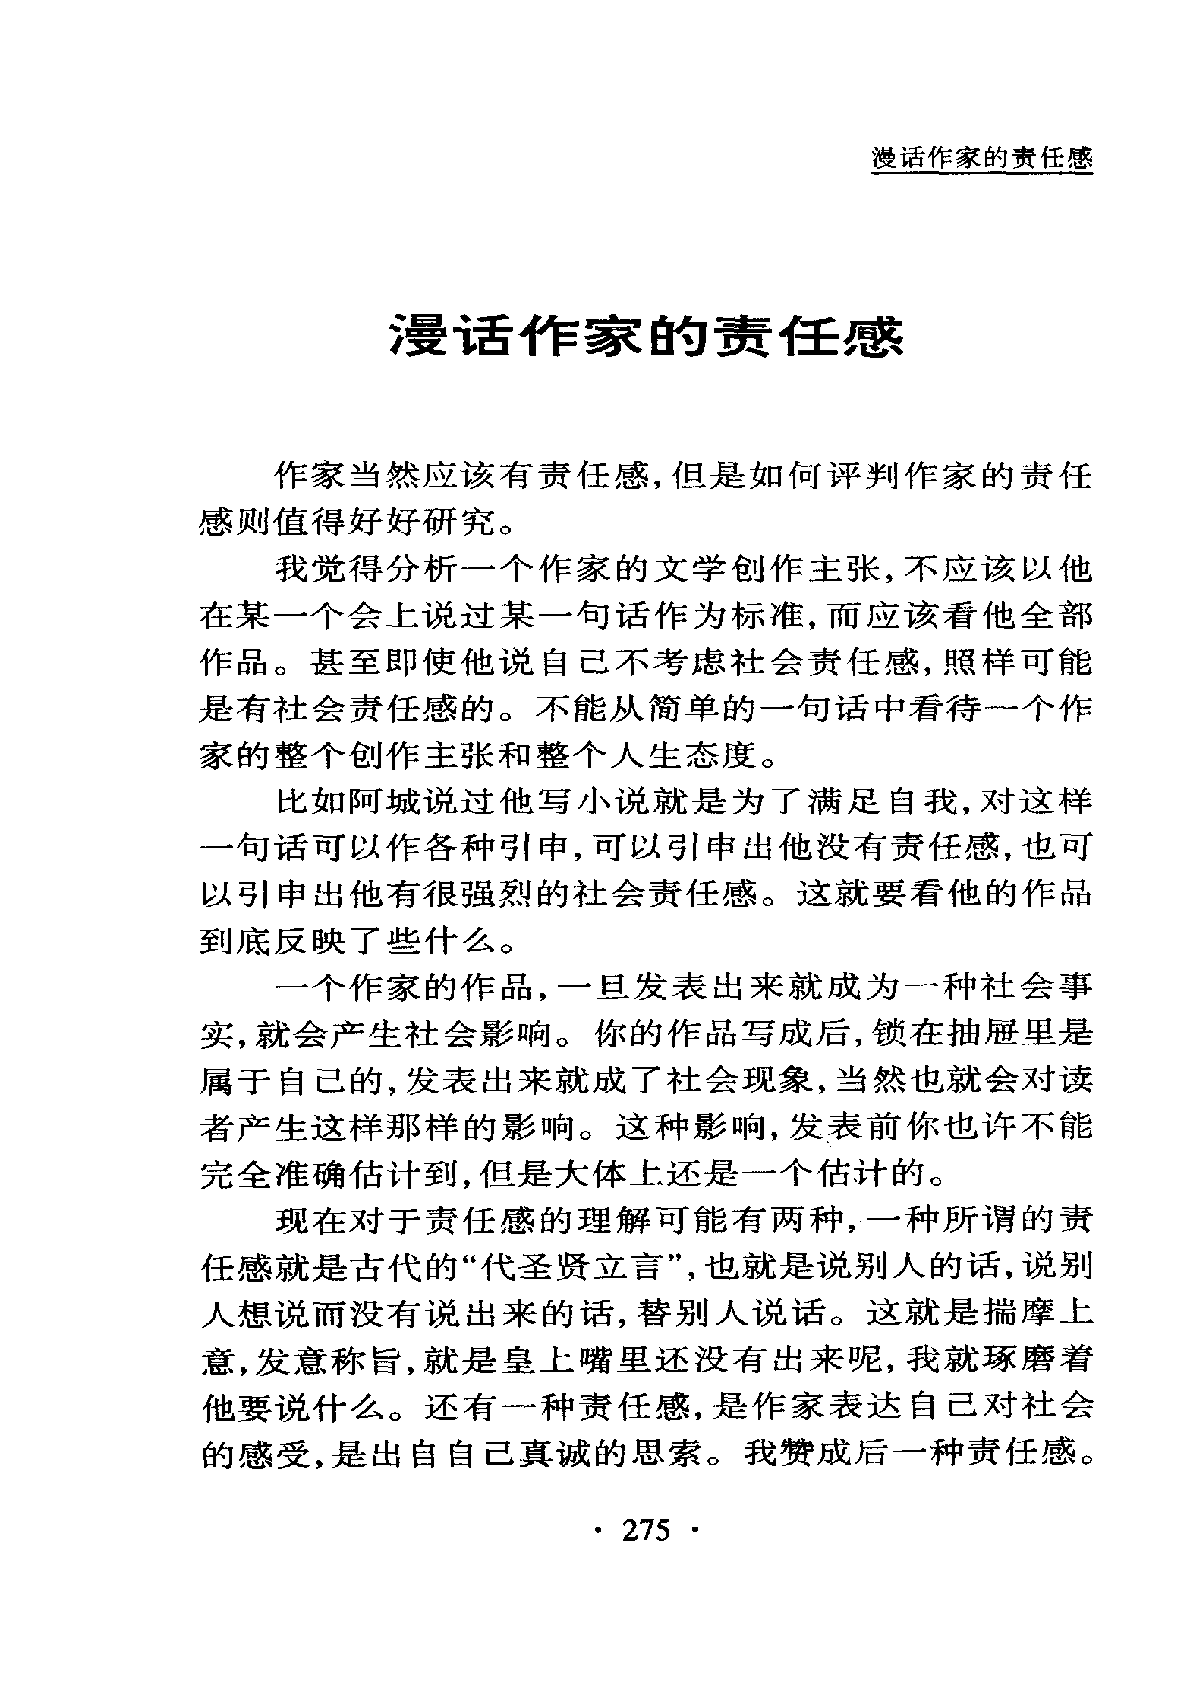 漫话作家的责任感
漫话作家的责任感
作家当然应该有责任感,但是如何评判作家的责任
感则值得好好研究。
我觉得分析一个作家的文学创作主张,不应该以他
在某一个会上说过某一句话作为标准,而应该看他全部
作品。甚至即使他说自己不考虑社会责任感,照样可能
是有社会责任感的。不能从简单的一句话中看待一个作
家的整个创作主张和整个人生态度。
比如阿城说过他写小说就是为了满足自我,对这样
一句话可以作各种引申,可以引申出他没有责任感,也可
以引申出他有很强烈的社会责任感。这就要看他的作品
到底反映了些什么。
一个作家的作品,一旦发表出来就成为一种社会事
实,就会产生社会影响。你的作品写成后,锁在抽屉里是
属于自己的,发表出来就成了社会现象,当然也就会对读
者产生这样那样的影响。这种影响,发表前你也许不能
完全准确估计到,但是大体上还是一个估计的。
现在对于责任感的理解可能有两种,一种所谓的责
任感就是古代的“代圣贤立言”,也就是说别人的话,说别
人想说而没有说出来的话,替别人说话。这就是揣摩上
意,发意称旨,就是皇上嘴里还没有出来呢,我就琢磨着
他要说什么。还有一种责任感,是作家表达自己对社会
的感受,是出自自己真诚的思索。我赞成后一种责任感。
· 275 ·